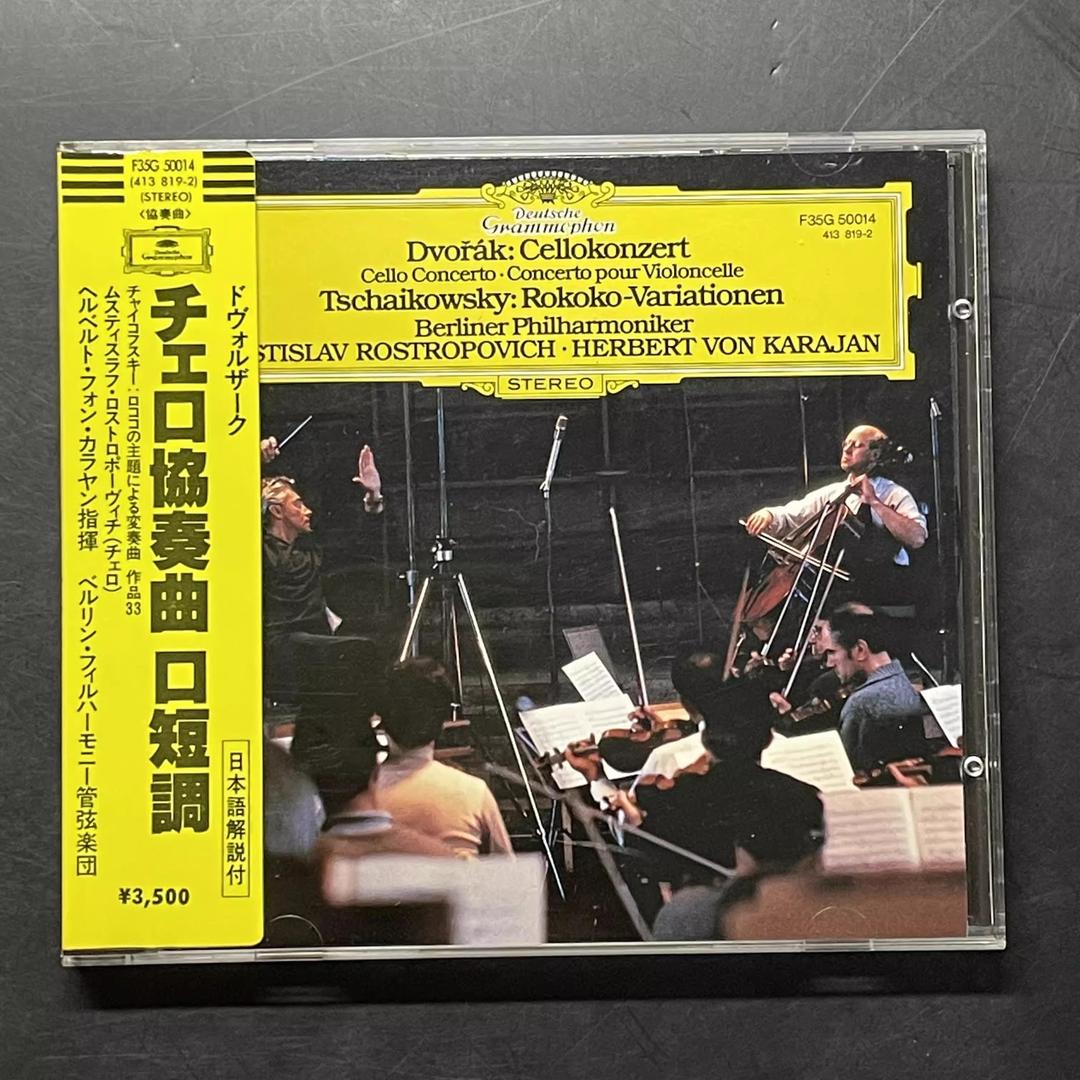 F35G 50014
(413 819-2)
(STEREO)
〈協奏曲〉
Deutsche
Grammophon
ドヴォルザーク
チェロ協奏曲 ロ短調
チャイコフスキー:ロココの主題による変奏曲 作品33
ムスティスラフ・ロストロポーヴィチ(チェロ)
ヘルベルト・フォン・カラヤン指揮 ベルリン・フィルハーモニー管弦楽団
日本語解説付
¥3,500
Deutsche
Grammophon
F35G 50014
413 819-2
Dvořák: Cellokonzert
Cello Concerto · Concerto pour Violoncelle
Tschaikowsky: Rokoko-Variationen
Berliner Philharmoniker
STISLAV ROSTROPOVICH · HERBERT VON KARAJAN
STEREO